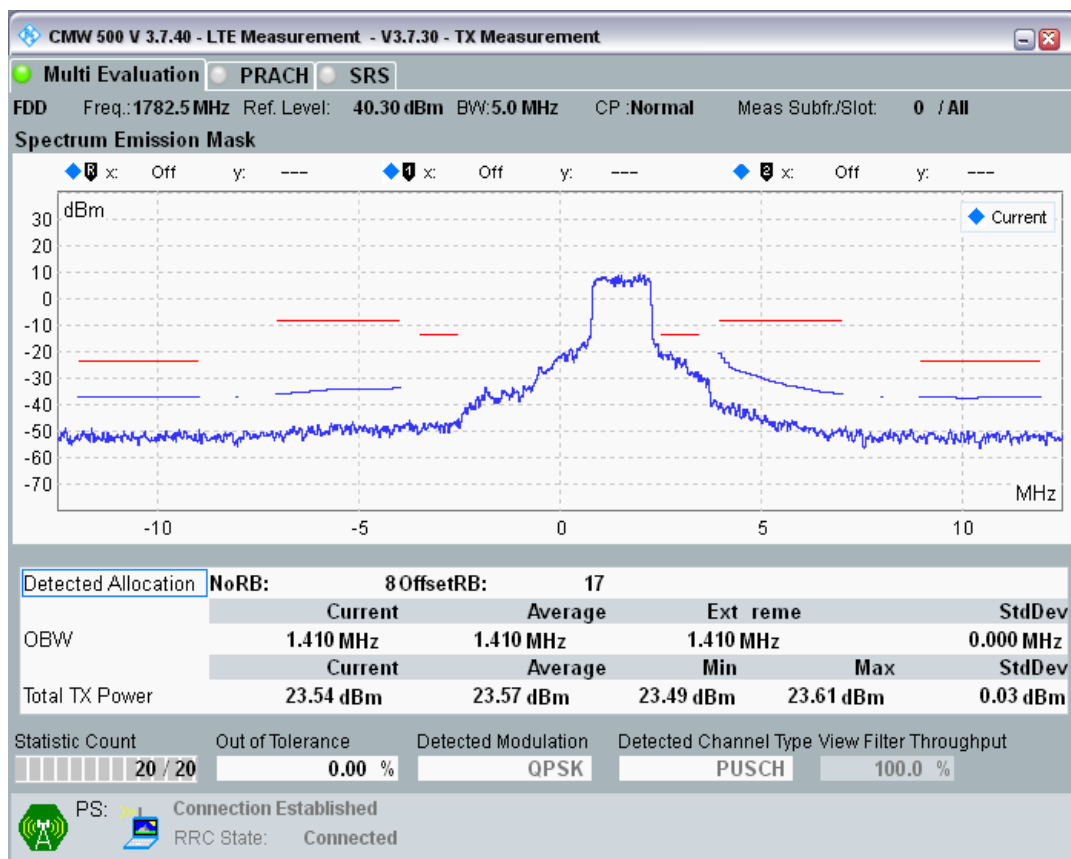 CMW 500 V 3.7.40 - LTE Measurement - V3.7.30 - TX Measurement
Multi Evaluation PRACH SRS
FDD Freq.: 1782.5 MHz Ref. Level: 40.30 dBm BW: 5.0 MHz CP : Normal Meas Subfr./Slot: 0 / All
Spectrum Emission Mask
R x: Off y: --- 1 x: Off y: --- 2 x: Off y: ---
dBm
Current
30
20
10
0
-10
-20
-30
-40
-50
-60
-70
MHz
-10 -5 0 5 10
Detected Allocation NoRB: 8 OffsetRB: 17
Current Average Ext reme StdDev
OBW 1.410 MHz 1.410 MHz 1.410 MHz 0.000 MHz
Current Average Min Max StdDev
Total TX Power 23.54 dBm 23.57 dBm 23.49 dBm 23.61 dBm 0.03 dBm
Statistic Count Out of Tolerance Detected Modulation Detected Channel Type View Filter Throughput
20 / 20 0.00 % QPSK PUSCH 100.0 %
PS: Connection Established
RRC State: Connected